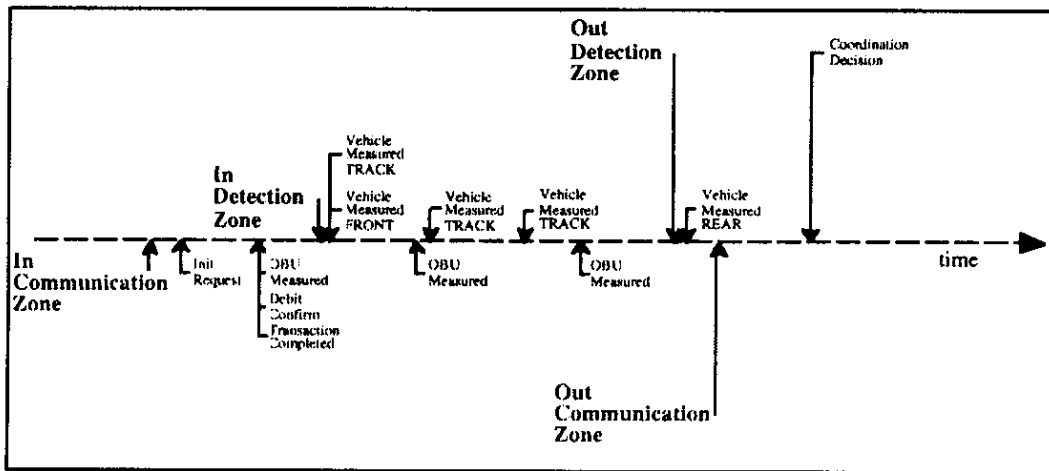 Out
Detection
Zone
Coordination
Decision
Vehicle
Measured
TRACK
In
Detection
Zone
Vehicle
Measured
FRONT
Vehicle
Measured
TRACK
Vehicle
Measured
TRACK
Vehicle
Measured
REAR
In
Communication
Zone
Init
Request
OBU
Measured
Debit
Confirm
Transaction
Completed
OBU
Measured
OBU
Measured
time
Out
Communication
Zone